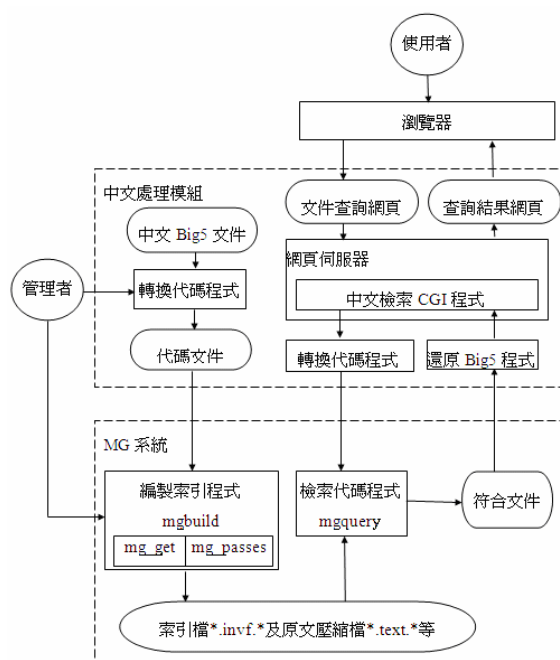 使用者
瀏覽器
中文處理模組
文件查詢網頁
查詢結果網頁
中文 Big5 文件
網頁伺服器
管理者
轉換代碼程式
中文檢索 CGI 程式
代碼文件
轉換代碼程式
還原 Big5 程式
MG 系統
編製索引程式
mgbuild
mg_get
mg_passes
檢索代碼程式
mgquery
符合文件
索引檔*.invf.*及原文壓縮檔*.text.*等